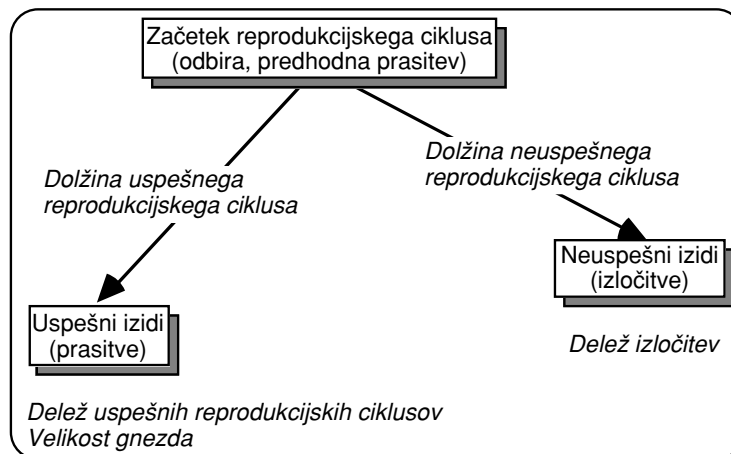 Začetek reprodukcijskega ciklusa
(odbira, predhodna prasitev)
Dolžina uspešnega
reprodukcijskega ciklusa
Dolžina neuspešnega
reprodukcijskega ciklusa
Neuspešni izidi
(izločitve)
Uspešni izidi
(prasitve)
Delež izločitev
Delež uspešnih reprodukcijskih ciklusov
Velikost gnezda